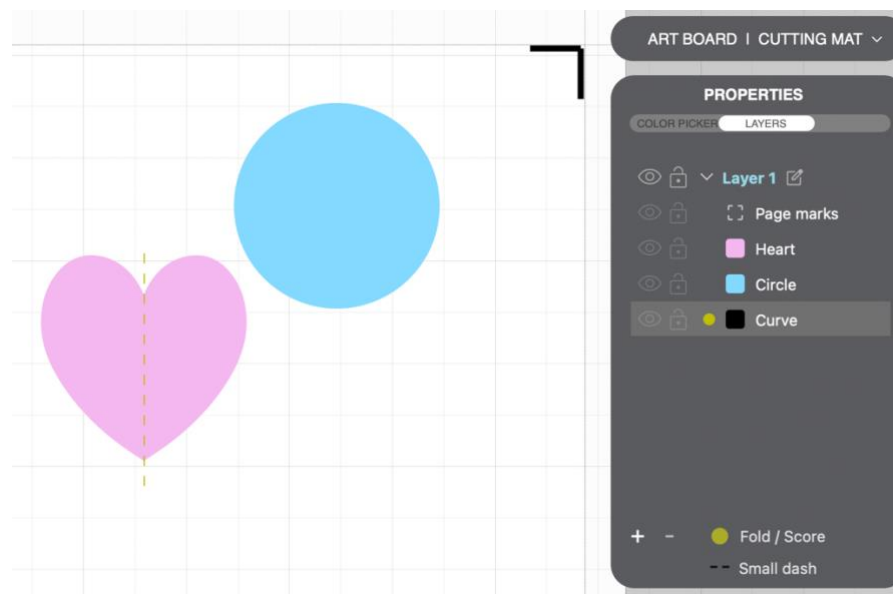 ART BOARD | CUTTING MAT
PROPERTIES
COLOR PICKER LAYERS
Layer 1
Page marks
Heart
Circle
Curve
+ - Fold / Score
Small dash